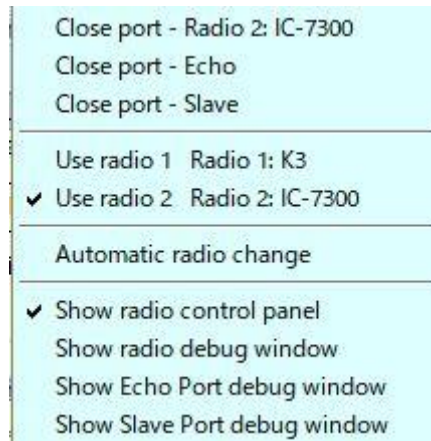 Close port - Radio 2: IC-7300
Close port - Echo
Close port - Slave
Use radio 1 Radio 1: K3
Use radio 2 Radio 2: IC-7300
Automatic radio change
Show radio control panel
Show radio debug window
Show Echo Port debug window
Show Slave Port debug window